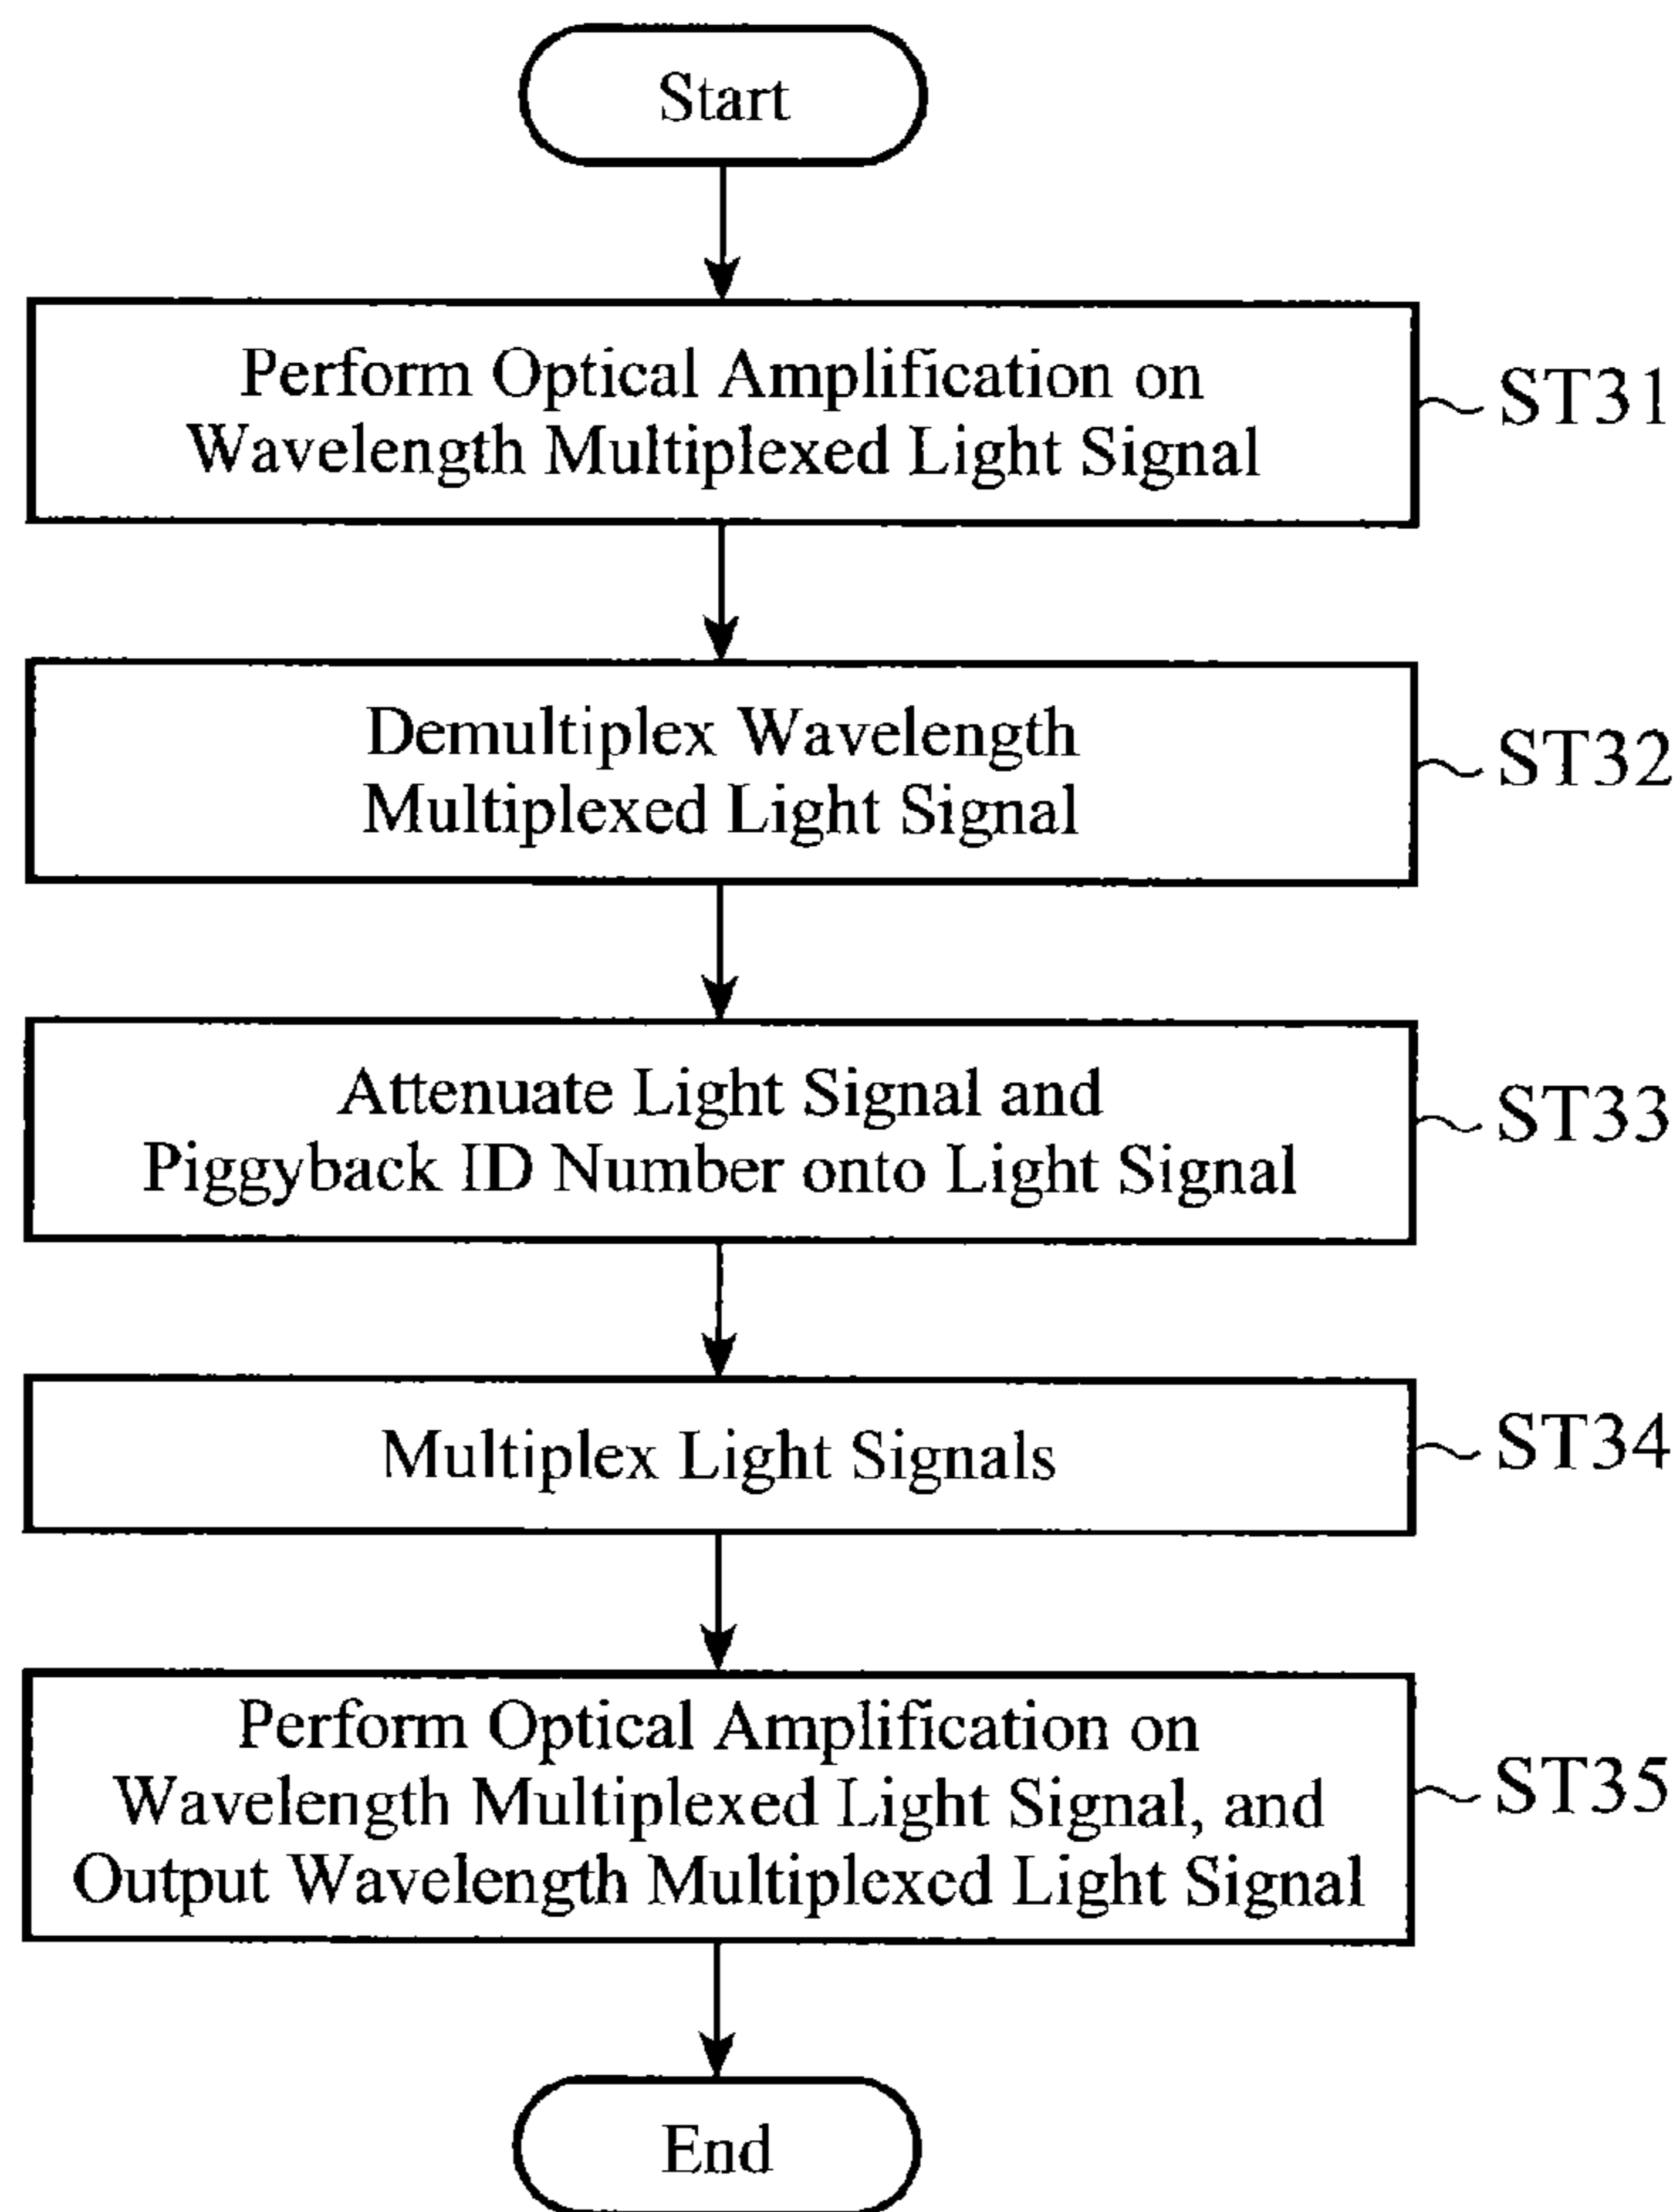 Start
Perform Optical Amplification on
Wavelength Multiplexed Light Signal
ST31
Demultiplex Wavelength
Multiplexed Light Signal
ST32
Attenuate Light Signal and
Piggyback ID Number onto Light Signal
ST33
Multiplex Light Signals
ST34
Perform Optical Amplification on
Wavelength Multiplexed Light Signal, and
Output Wavelength Multiplexed Light Signal
ST35
End